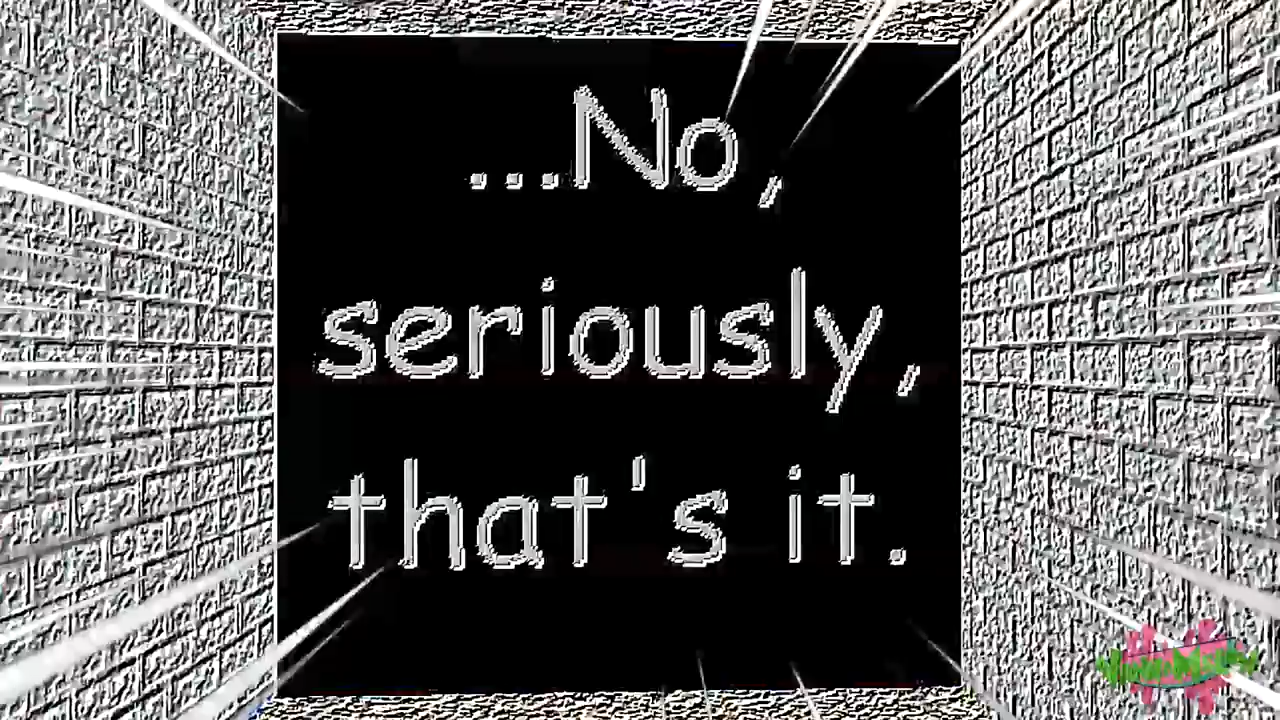 ...No,
seriously,
that's it.